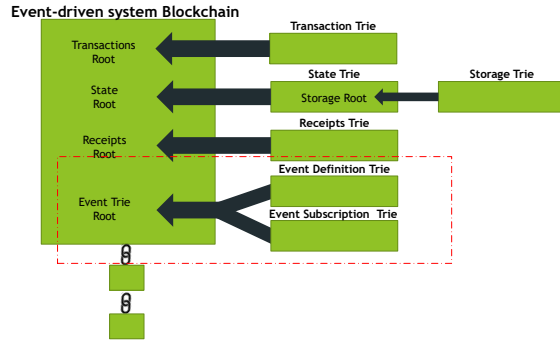 Event-driven system Blockchain
Transaction Trie
Transactions
Root
State Trie
Storage Trie
State
Root
Storage Root
Receipts Trie
Receipts
Root
Event Definition Trie
Event Trie
Root
Event Subscription Trie